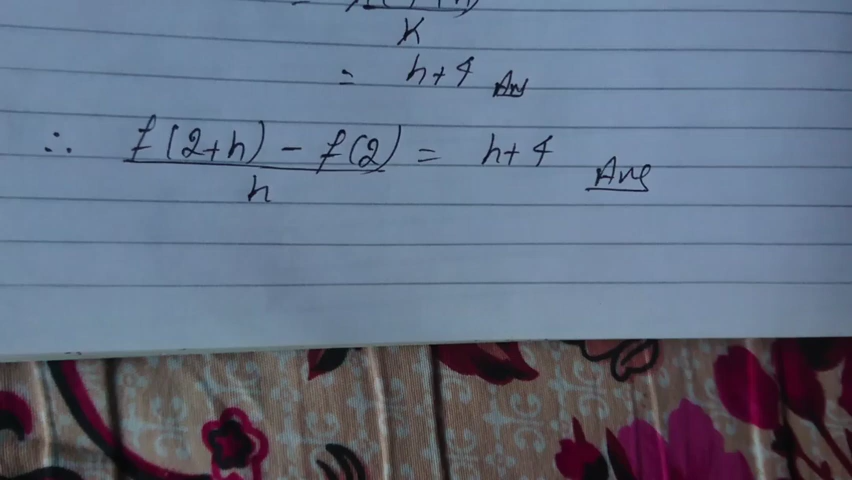 h
= h+4 Ans
∴ f(2+h) - f(2) = h+4 Ans
h